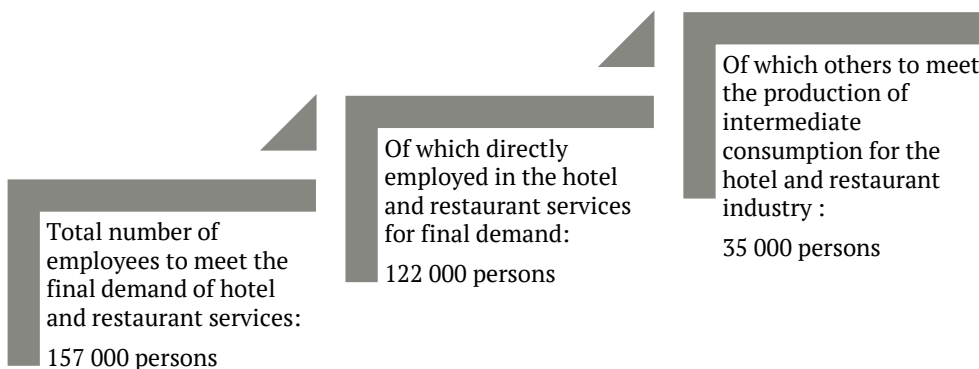 Total number of
employees to meet the
final demand of hotel
and restaurant services:
157 000 persons
Of which directly
employed in the hotel
and restaurant services
for final demand:
122 000 persons
Of which others to meet
the production of
intermediate
consumption for the
hotel and restaurant
industry :
35 000 persons